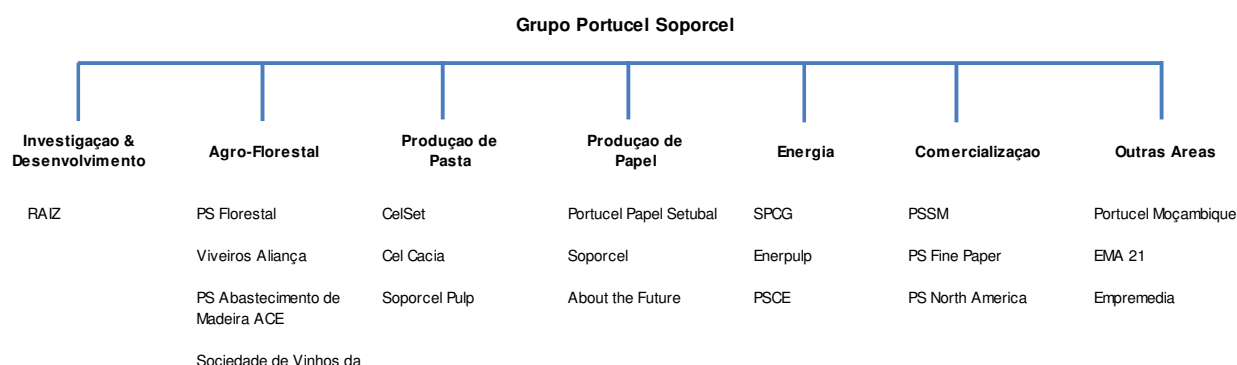 Grupo Portucel Soporcel
Investigaçao &
Desenvolvimento
Agro-Florestal
Produçao de
Pasta
Produçao de
Papel
Energia
Comercializaçao
Outras Areas
RAIZ
PS Florestal
CelSet
Portucel Papel Setubal
SPCG
PSSM
Portucel Moçambique
Viveiros Aliança
Cel Cacia
Soporcel
Enerpulp
PS Fine Paper
EMA 21
PS Abastecimento de
Madeira ACE
Soporcel Pulp
About the Future
PSCE
PS North America
Empremedia
Sociedade de Vinhos da